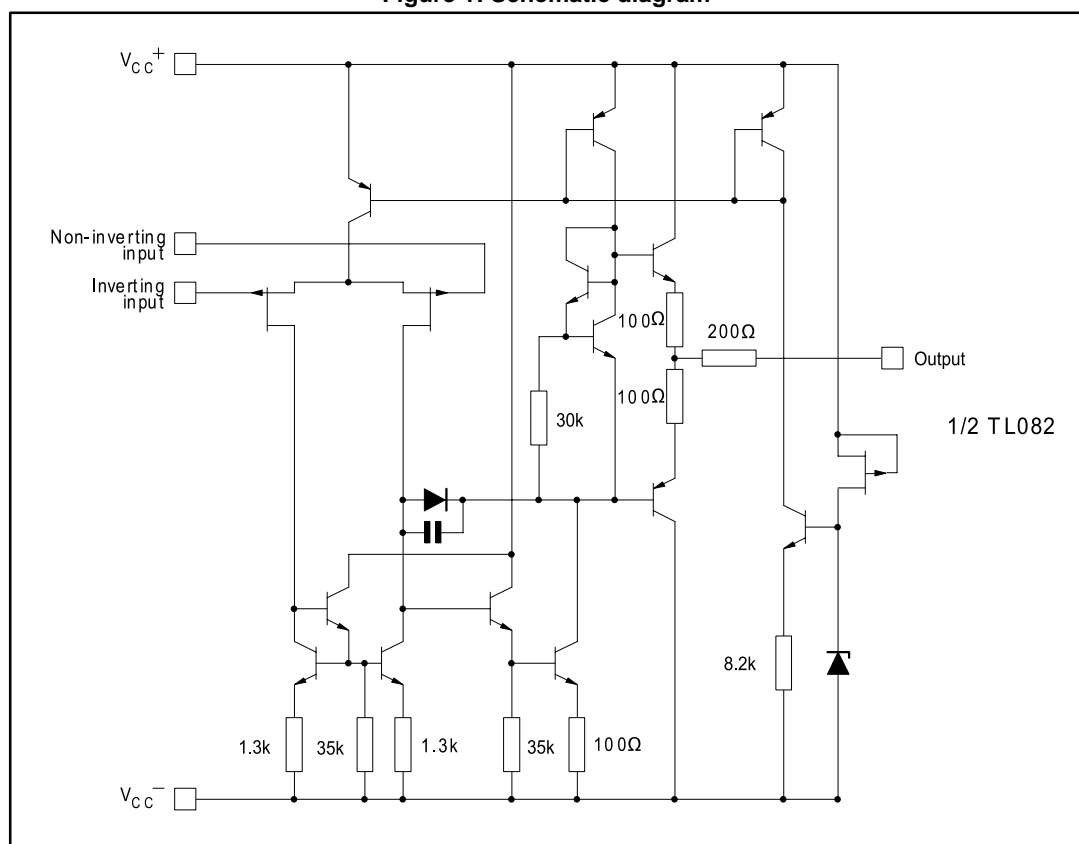 Figure 1. Schematic diagram
VCC+
Non-inverting
input
Inverting
input
100Ω
200Ω
Output
100Ω
30k
1/2 TL082
8.2k
1.3k
35k
1.3k
35k
100Ω
VCC−